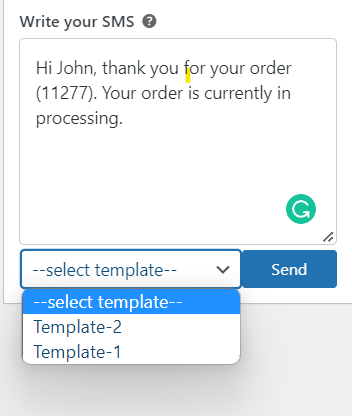 Write your SMS ?
Hi John, thank you for your order
(11277). Your order is currently in
processing.
--select template--
Send
--select template--
Template-2
Template-1